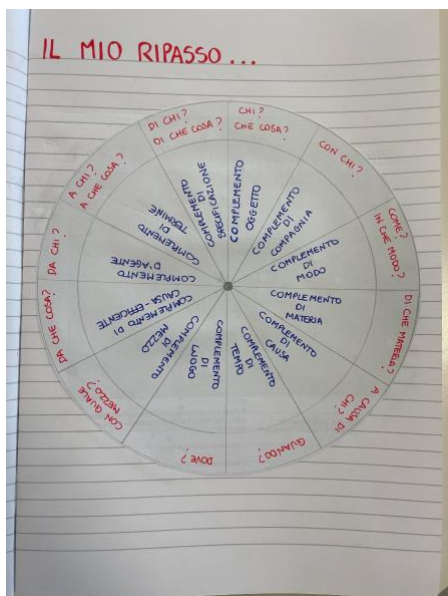 IL MIO RIPASSO...
CHI?
CHE COSA?
COMPLEMENTO
OGGETTO
CON CHI?
COMPLEMENTO
DI
COMPAGNIA
COME?
IN CHE MODO?
COMPLEMENTO
DI
MODO
DI CHE MATERIA?
COMPLEMENTO
DI
MATERIA
A CAUSA DI
CHI?
COMPLEMENTO
DI
CAUSA
QUANDO?
COMPLEMENTO
DI
TEMPO
DOVE?
COMPLEMENTO
DI
LUOGO
CON QUALE
MEZZO?
COMPLEMENTO
DI
MEZZO
DA CHE COSA?
COMPLEMENTO DI
CAUSA-EFFICIENTE
DA CHI?
COMPLEMENTO
D'AGENTE
A CHI?
A CHE COSA?
COMPLEMENTO
DI
TERMINE
DI CHI?
DI CHE COSA?
COMPLEMENTO
DI
SPECIFICAZIONE